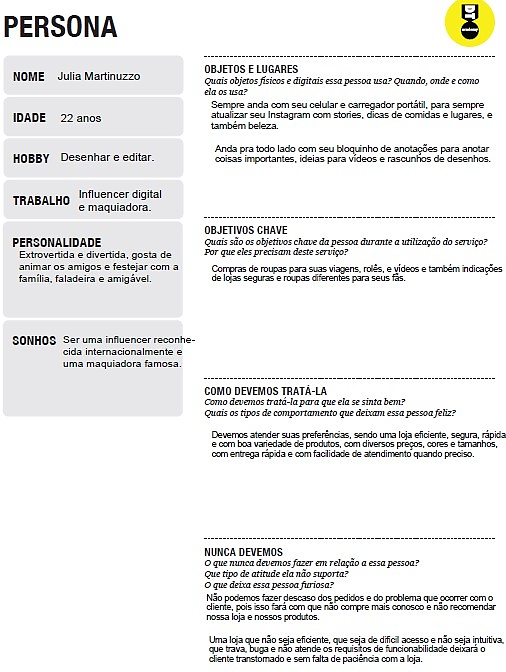 PERSONA
DT
academy
NOME Julia Martinuzzo
IDADE 22 anos
HOBBY Desenhar e editar.
TRABALHO Influencer digital
e maquiadora.
PERSONALIDADE
Extrovertida e divertida, gosta de
animar os amigos e festejar com a
família, faladeira e amigável.
SONHOS Ser uma influencer reconhe-
cida internacionalmente e
uma maquiadora famosa.
OBJETOS E LUGARES
Quais objetos físicos e digitais essa pessoa usa? Quando, onde e como
ela os usa?
Sempre anda com seu celular e carregador portátil, para sempre
atualizar seu Instagram com stories, dicas de comidas e lugares, e
também beleza.
Anda pra todo lado com seu bloquinho de anotações para anotar
coisas importantes, ideias para vídeos e rascunhos de desenhos.
OBJETIVOS CHAVE
Quais são os objetivos chave da pessoa durante a utilização do serviço?
Por que eles precisam deste serviço?
Compras de roupas para suas viagens, rolês, e vídeos e também indicações
de lojas seguras e roupas diferentes para seus fãs.
COMO DEVEMOS TRATÁ-LA
Como devemos tratá-la para que ela se sinta bem?
Quais os tipos de comportamento que deixam essa pessoa feliz?
Devemos atender suas preferências, sendo uma loja eficiente, segura, rápida
e com boa variedade de produtos, com diversos preços, cores e tamanhos,
com entrega rápida e com facilidade de atendimento quando preciso.
NUNCA DEVEMOS
O que nunca devemos fazer em relação a essa pessoa?
Que tipo de atitude ela não suporta?
O que deixa essa pessoa furiosa?
Não podemos fazer descaso dos pedidos e do problema que ocorrer com o
cliente, pois isso fará com que não compre mais conosco e não recomendar
nossa loja e nossos produtos.
Uma loja que não seja eficiente, que seja de dificil acesso e não seja intuitiva,
que trava, buga e não atende os requisitos de funcionabilidade deixará o
cliente transtornado e sem falta de paciência com a loja.